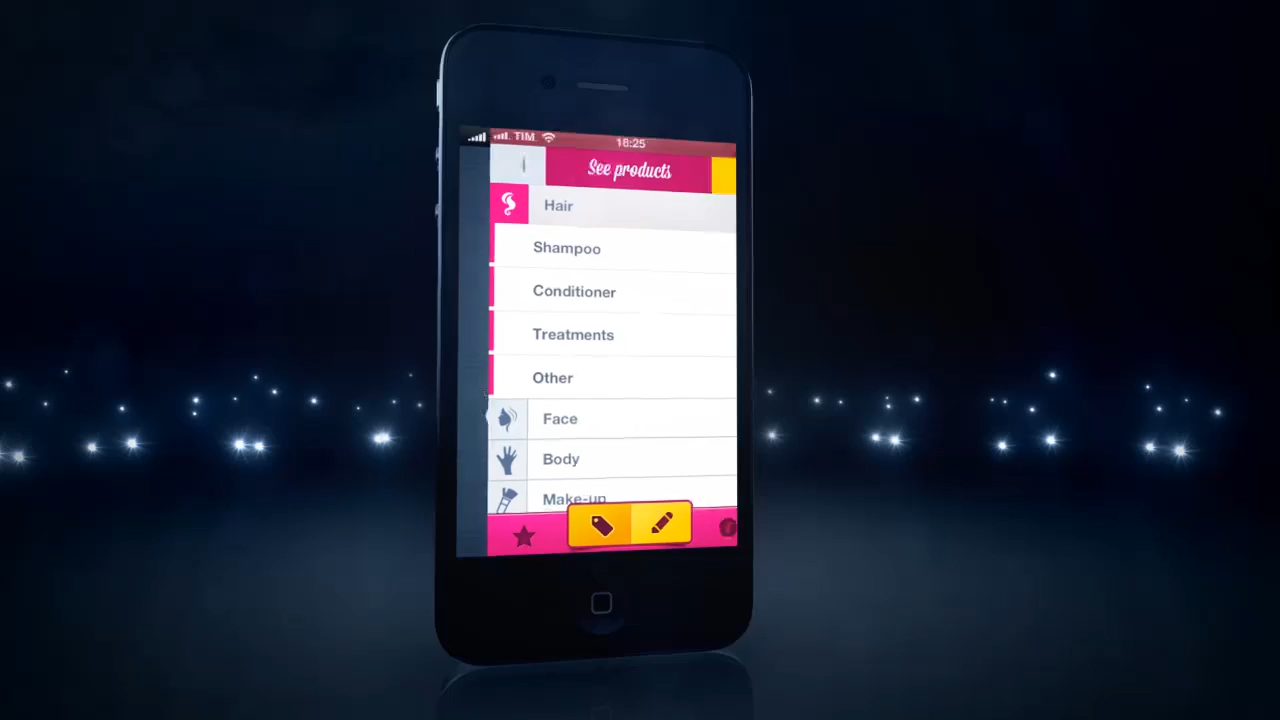 TIM 18:25
See products
Hair
Shampoo
Conditioner
Treatments
Other
Face
Body
Make-up